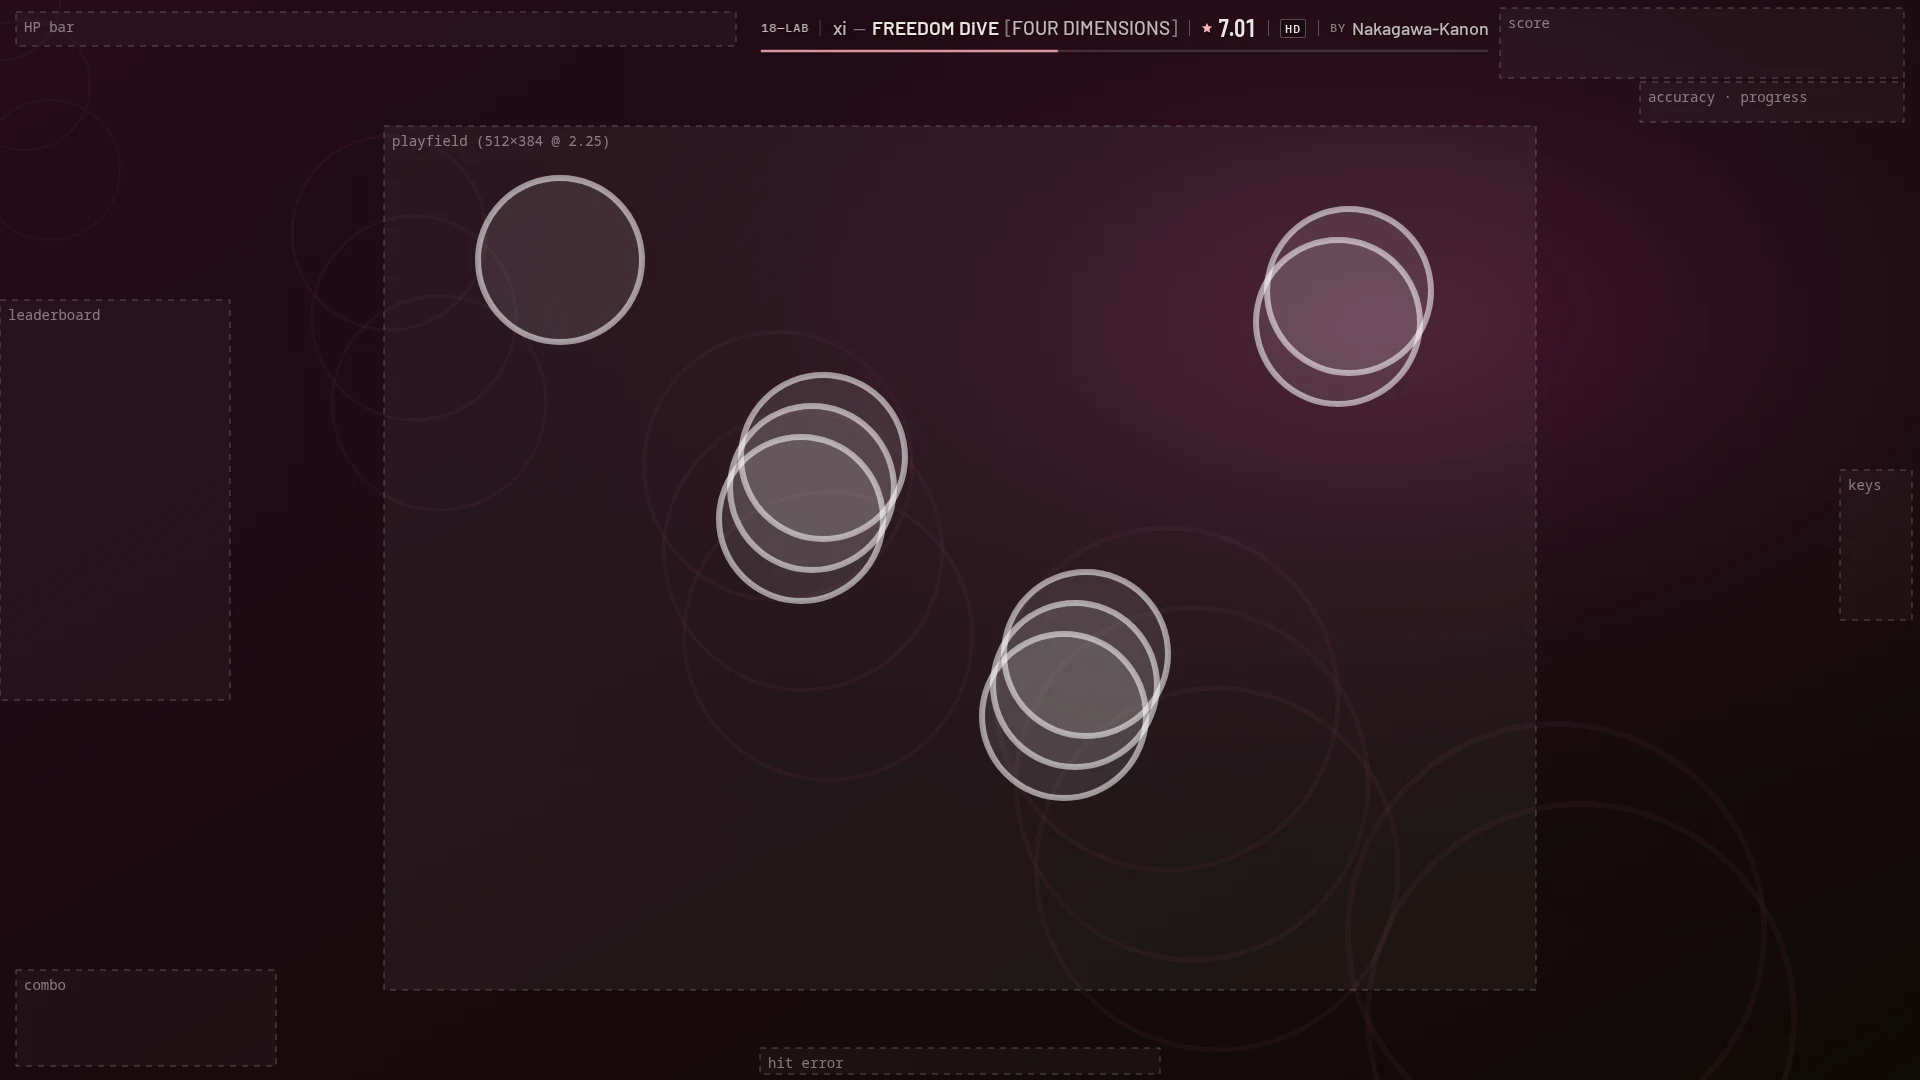 HP bar
18—LAB xi — FREEDOM DIVE [FOUR DIMENSIONS] ★ 7.01 HD BY Nakagawa-Kanon
score
accuracy · progress
playfield (512×384 @ 2.25)
leaderboard
keys
combo
hit error